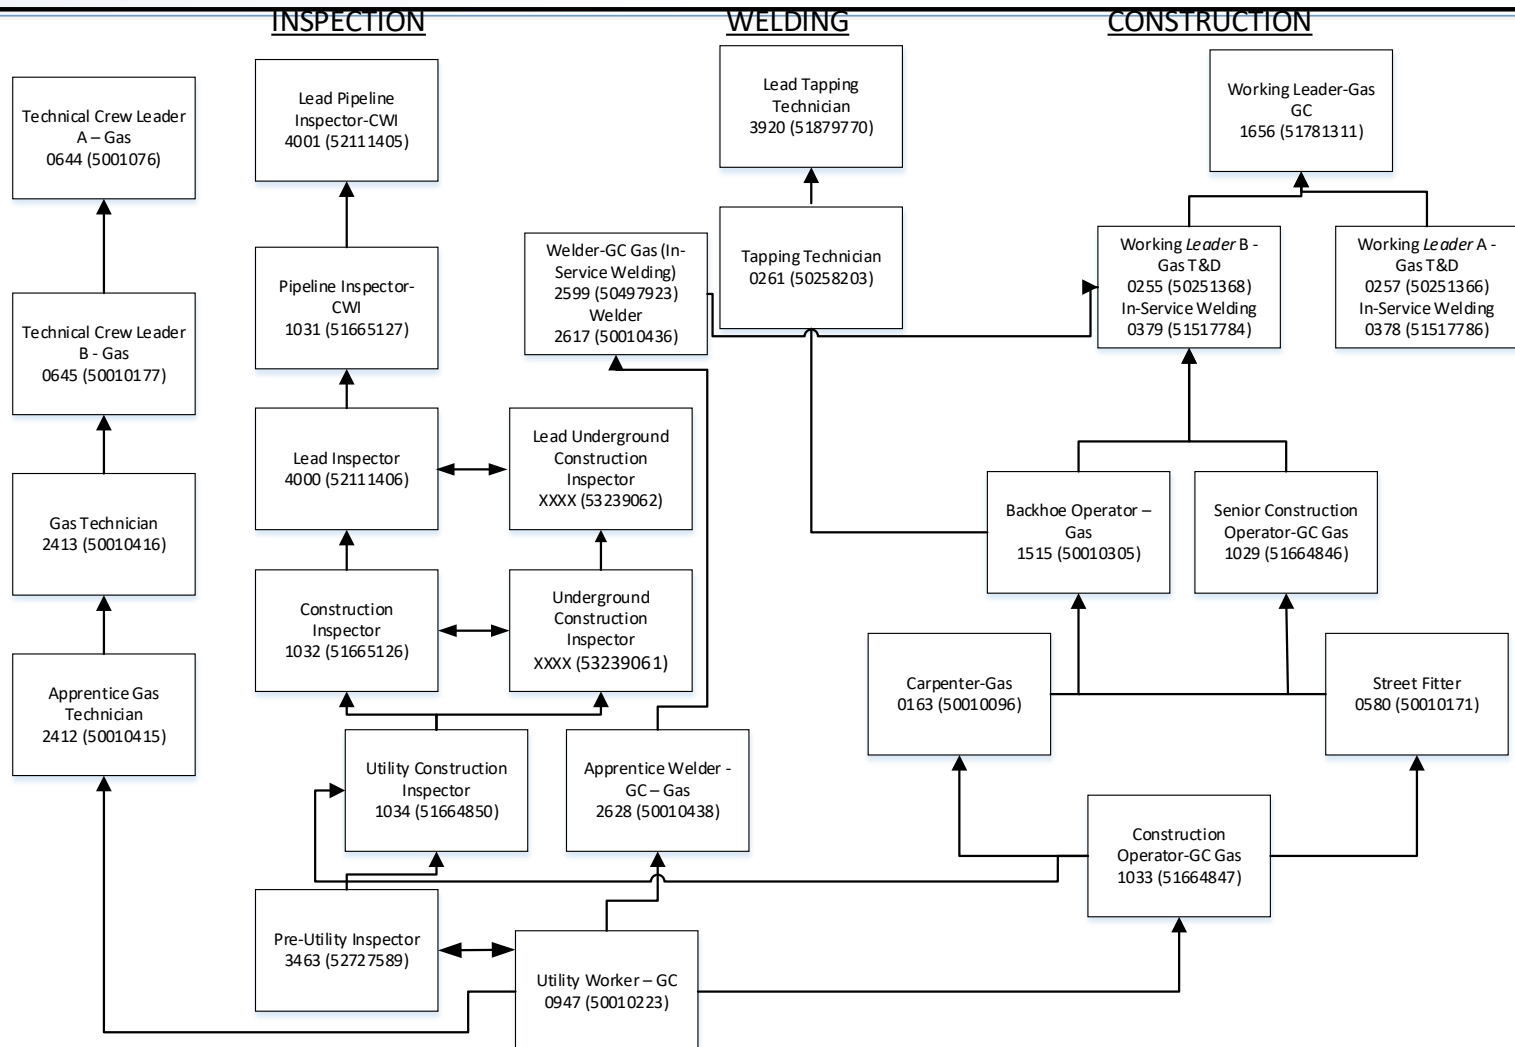 INSPECTION
WELDING
CONSTRUCTION
Technical Crew Leader
A – Gas
0644 (5001076)
Technical Crew Leader
B - Gas
0645 (50010177)
Gas Technician
2413 (50010416)
Apprentice Gas
Technician
2412 (50010415)
Lead Pipeline
Inspector-CWI
4001 (52111405)
Pipeline Inspector-
CWI
1031 (51665127)
Lead Inspector
4000 (52111406)
Lead Underground
Construction
Inspector
XXXX (53239062)
Construction
Inspector
1032 (51665126)
Underground
Construction
Inspector
XXXX (53239061)
Utility Construction
Inspector
1034 (51664850)
Pre-Utility Inspector
3463 (52727589)
Lead Tapping
Technician
3920 (51879770)
Tapping Technician
0261 (50258203)
Welder-GC Gas (In-
Service Welding)
2599 (50497923)
Welder
2617 (50010436)
Apprentice Welder -
GC – Gas
2628 (50010438)
Utility Worker – GC
0947 (50010223)
Working Leader-Gas
GC
1656 (51781311)
Working Leader B -
Gas T&D
0255 (50251368)
In-Service Welding
0379 (51517784)
Working Leader A -
Gas T&D
0257 (50251366)
In-Service Welding
0378 (51517786)
Backhoe Operator –
Gas
1515 (50010305)
Senior Construction
Operator-GC Gas
1029 (51664846)
Carpenter-Gas
0163 (50010096)
Street Fitter
0580 (50010171)
Construction
Operator-GC Gas
1033 (51664847)